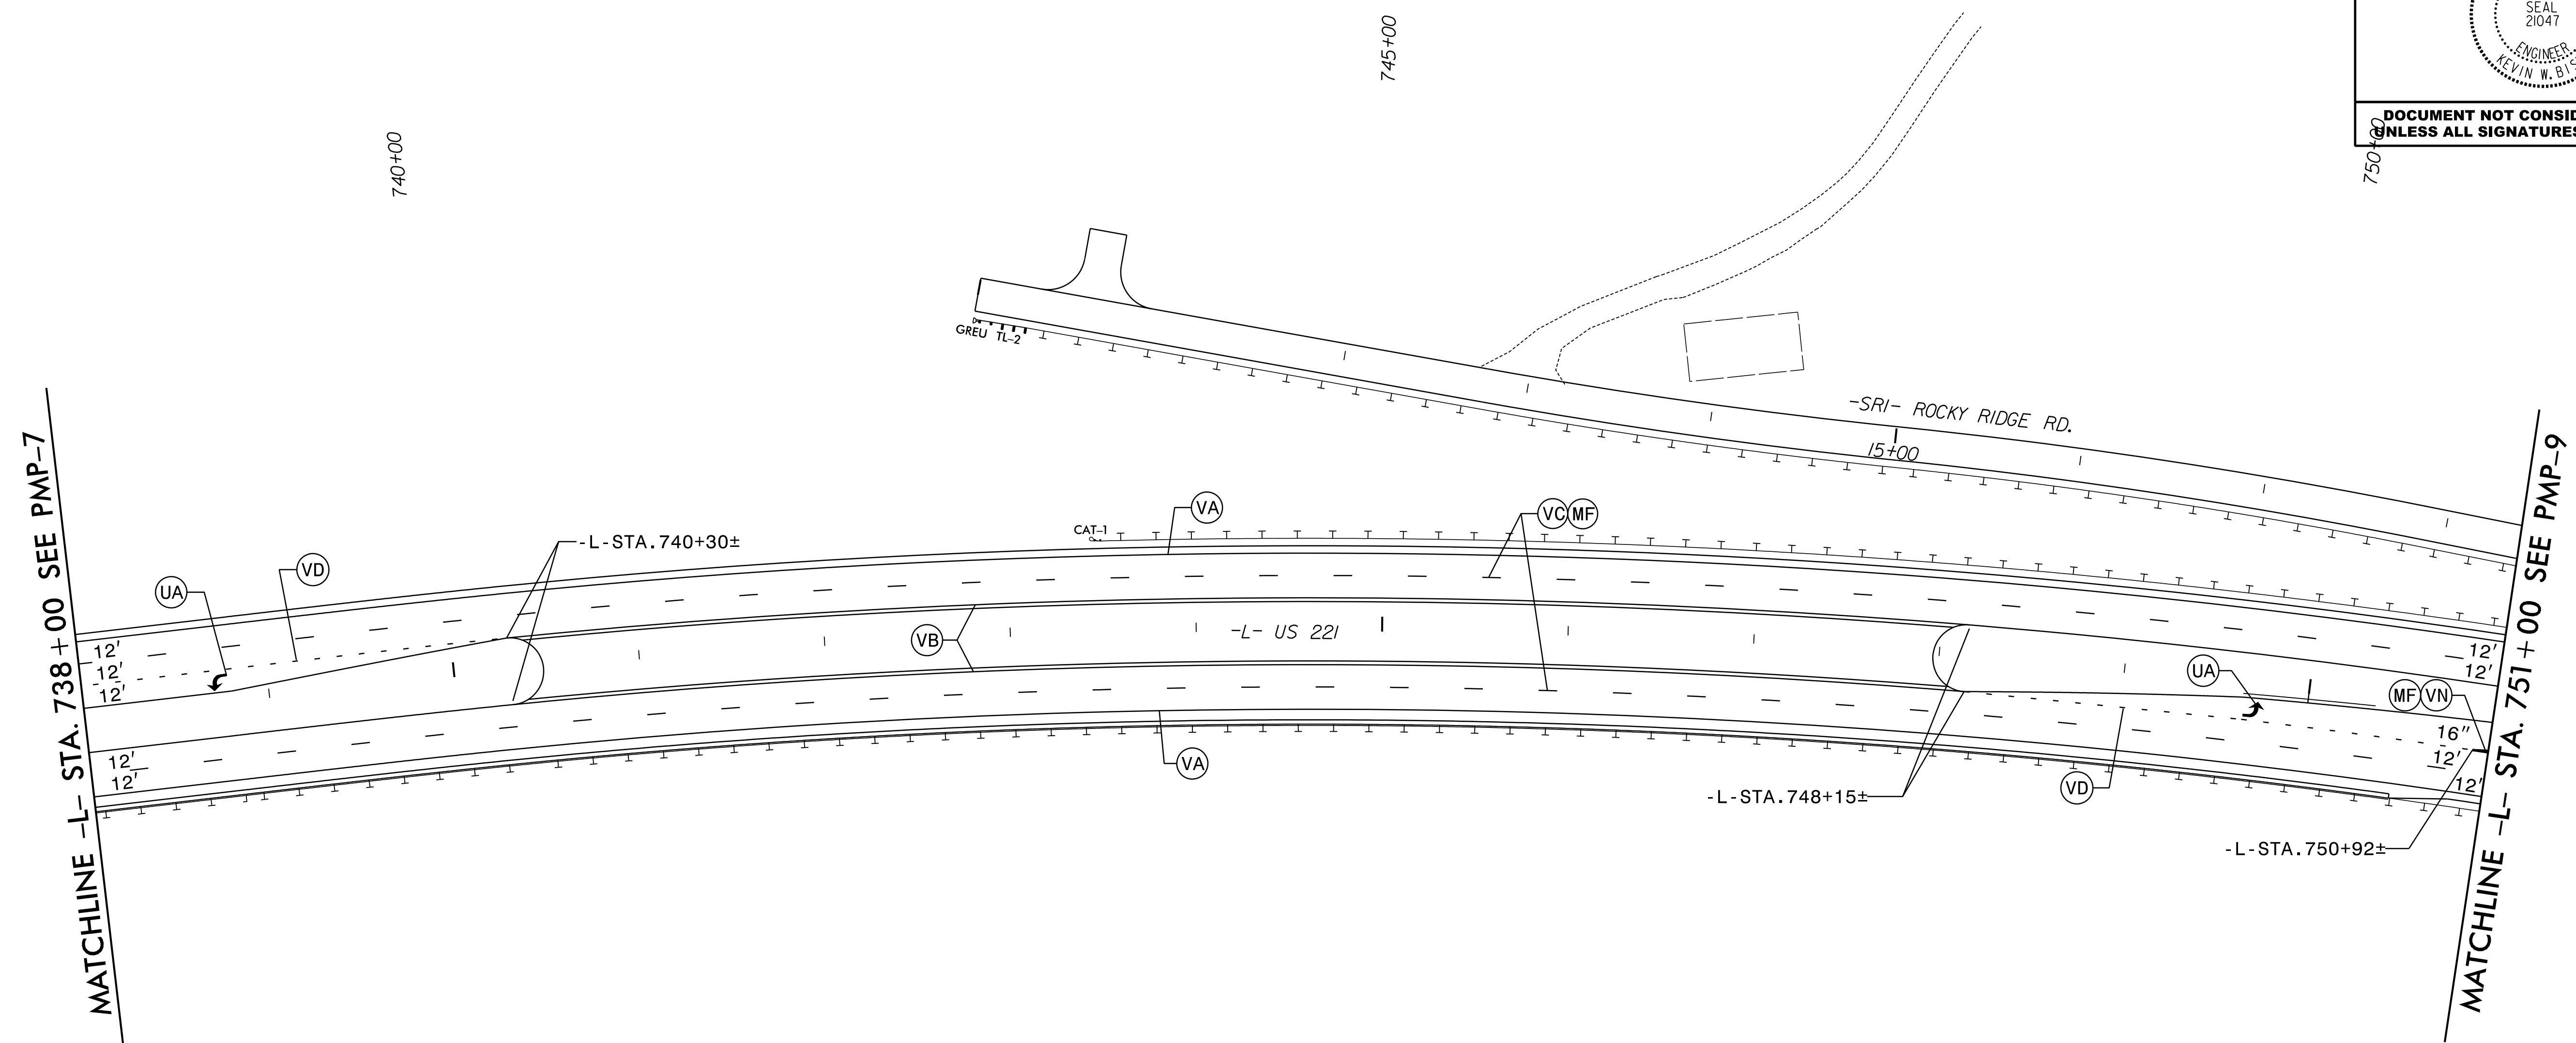 745+00
740+00
SEAL
21047
ENGINEER
KEVIN W. BIS
DOCUMENT NOT CONSID
UNLESS ALL SIGNATURES
750+00
GREU TL-2
-SR1- ROCKY RIDGE RD.
15+00
MATCHLINE -L- STA. 738+00 SEE PMP-7
MATCHLINE -L- STA. 751+00 SEE PMP-9
CAT-1
VA
VC MF
-L-STA.740+30±
VD
UA
12'
12'
12'
VB
-L- US 221
12'
12'
UA
MF VN
16"
12'
12'
12'
12'
VA
-L-STA.748+15±
VD
-L-STA.750+92±